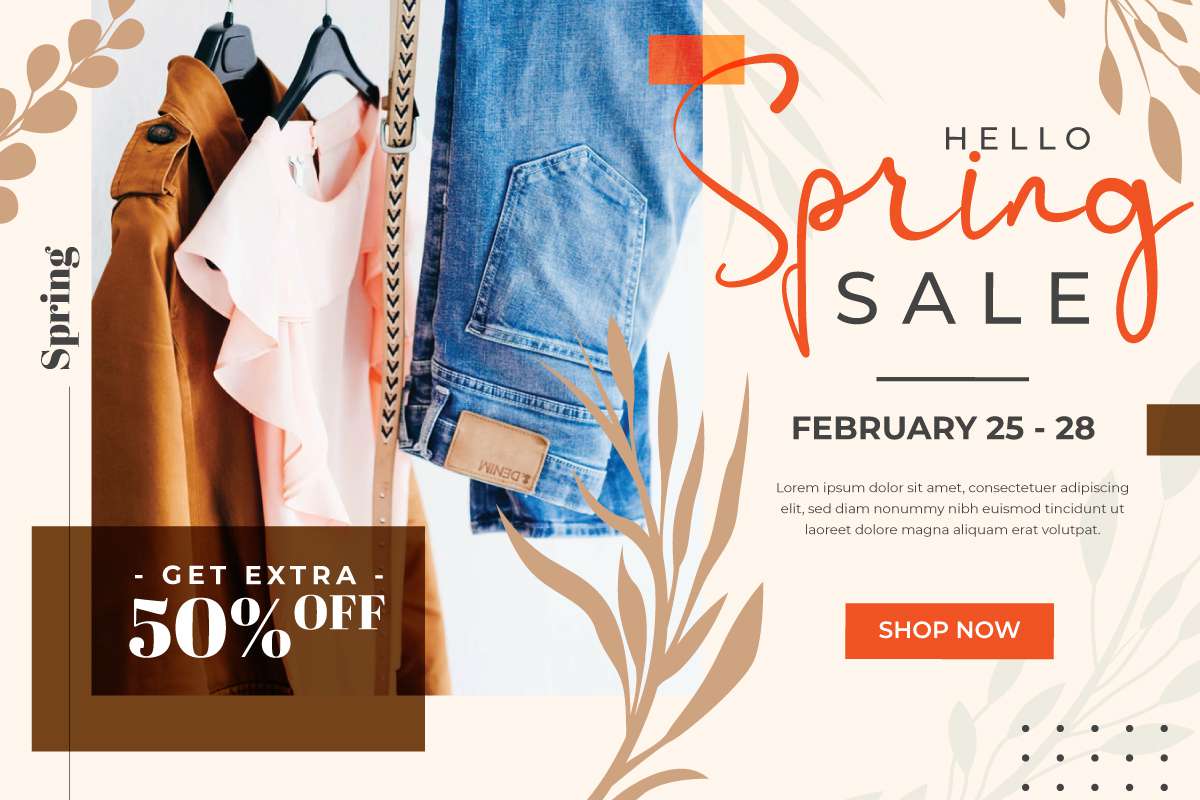 Spring
&DENIM
- GET EXTRA -
50% OFF
HELLO
Spring
SALE
FEBRUARY 25 - 28
Lorem ipsum dolor sit amet, consectetuer adipiscing
elit, sed diam nonummy nibh euismod tincidunt ut
laoreet dolore magna aliquam erat volutpat.
SHOP NOW